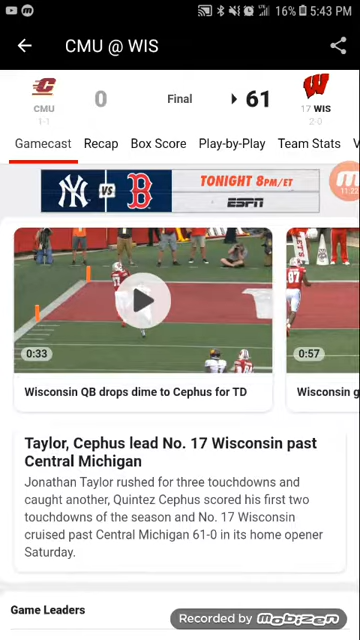 16% 5:43 PM
CMU @ WIS
CMU
1-1
0
Final
61
17 WIS
2-0
Gamecast Recap Box Score Play-by-Play Team Stats V
VS
B
TONIGHT 8PM/ET
ESPN
11:22
0:33
0:57
Wisconsin QB drops dime to Cephus for TD
Wisconsin g
Taylor, Cephus lead No. 17 Wisconsin past
Central Michigan
Jonathan Taylor rushed for three touchdowns and
caught another, Quintez Cephus scored his first two
touchdowns of the season and No. 17 Wisconsin
cruised past Central Michigan 61-0 in its home opener
Saturday.
Game Leaders
Recorded by Mobizen